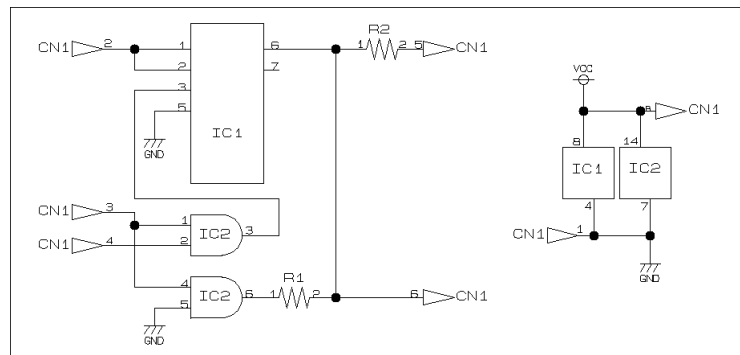 R2
CN1 2 1 6 1 2 5 CN1
2 7
3
5
IC1
GND
VCC
8 CN1
8 14
IC1 IC2
4 7
CN1 1
GND
CN1 3
1
IC2 3
CN1 4 2
4 R1
IC2 6 1 2 6 CN1
5
GND